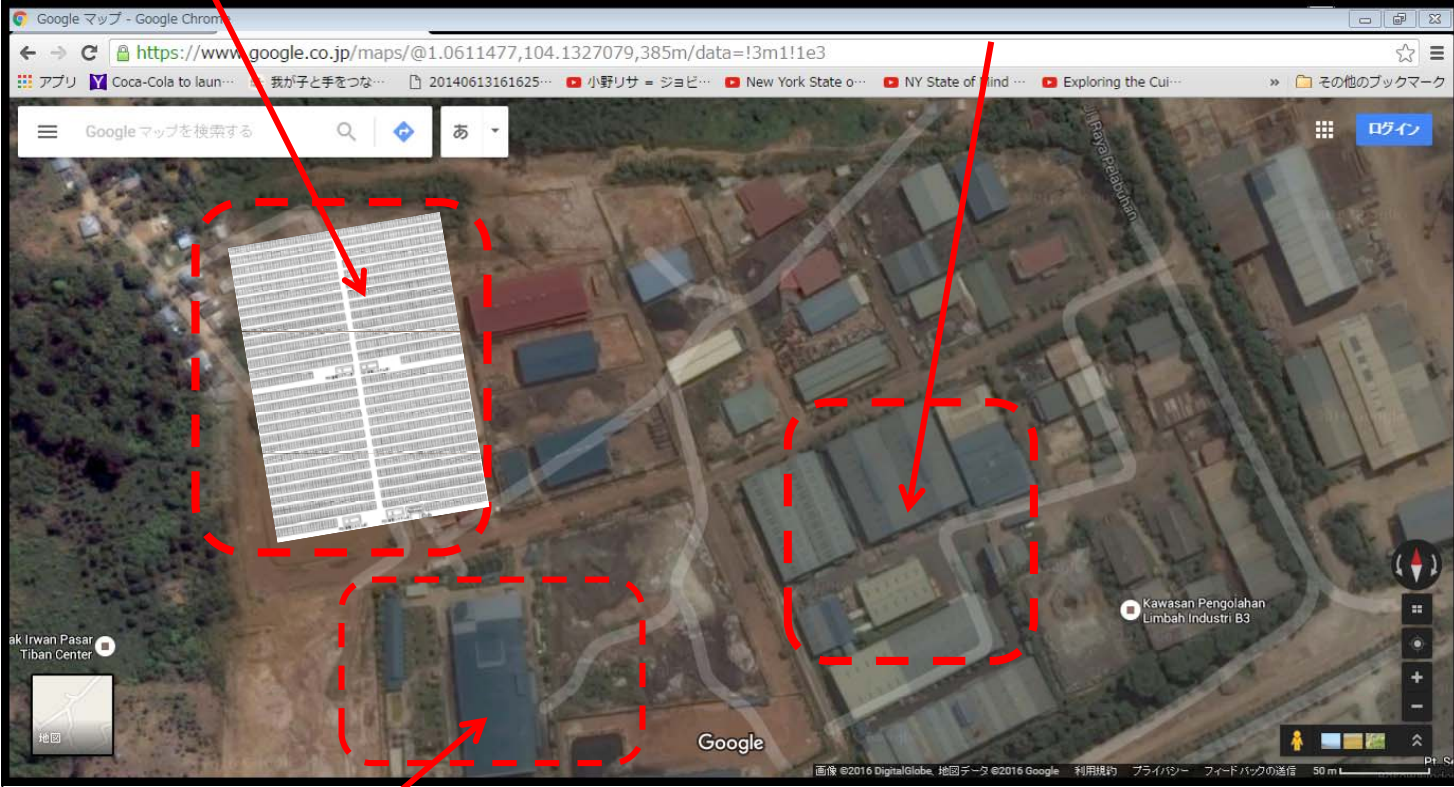 Google マップ - Google Chrome
https://www.google.co.jp/maps/@1.0611477,104.1327079,385m/data=!3m1!1e3
アプリ
Coca-Cola to laun…
我が子と手をつな…
20140613161625…
小野リサ = ジョビ…
New York State o…
NY State of Mind …
Exploring the Cui…
»
その他のブックマーク
Google マップを検索する
あ
ログイン
Jl. Raya Pelabuhan
Kawasan Pengolahan
Limbah Industri B3
ak Irwan Pasar
Tiban Center
地図
Google
画像 ©2016 DigitalGlobe、地図データ ©2016 Google 利用規約 プライバシー フィードバックの送信 50 m